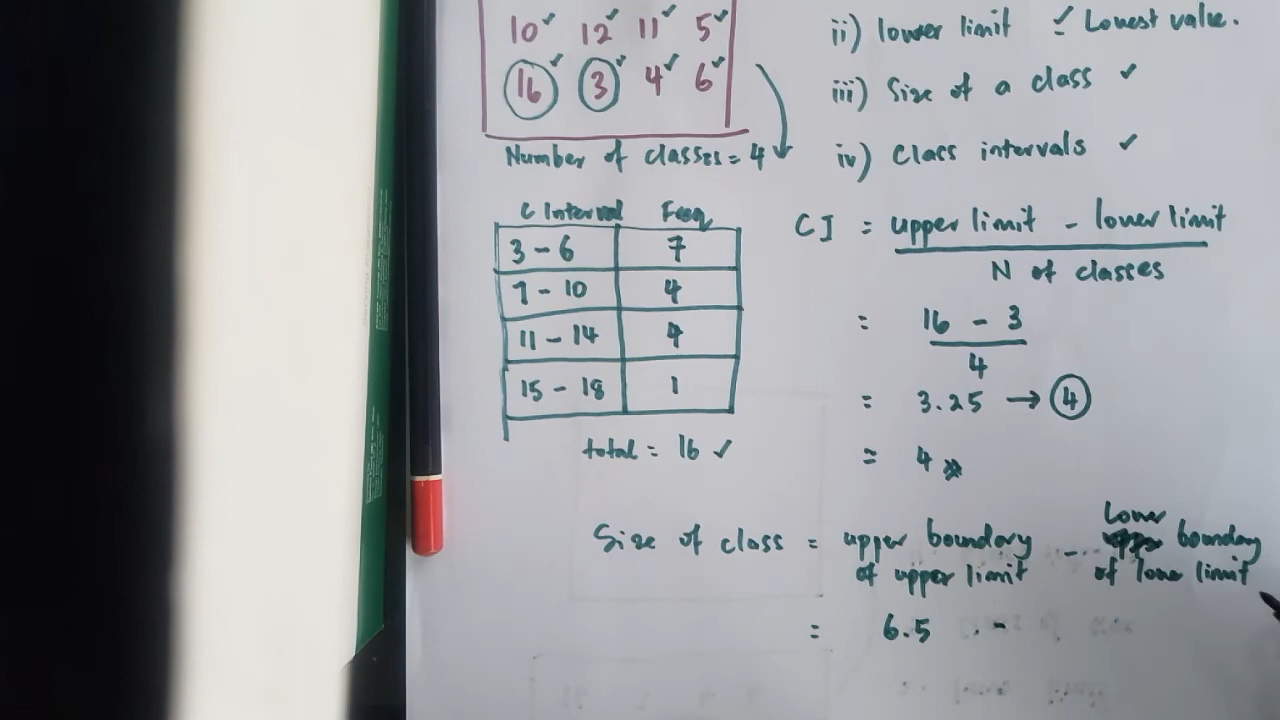 10 12 11 5
16 3 4 6
Number of classes = 4
C Interval Freq
3 - 6 7
7 - 10 4
11 - 14 4
15 - 18 1
total = 16 ✓
ii) lower limit ✓ Lowest value.
iii) Size of a class ✓
iv) Class intervals ✓
CI = upper limit - lower limit
N of classes
= 16 - 3
4
= 3.25 → 4
= 4
Size of class = upper boundary of upper limit - Lower boundary of lowe limit
= 6.5 -